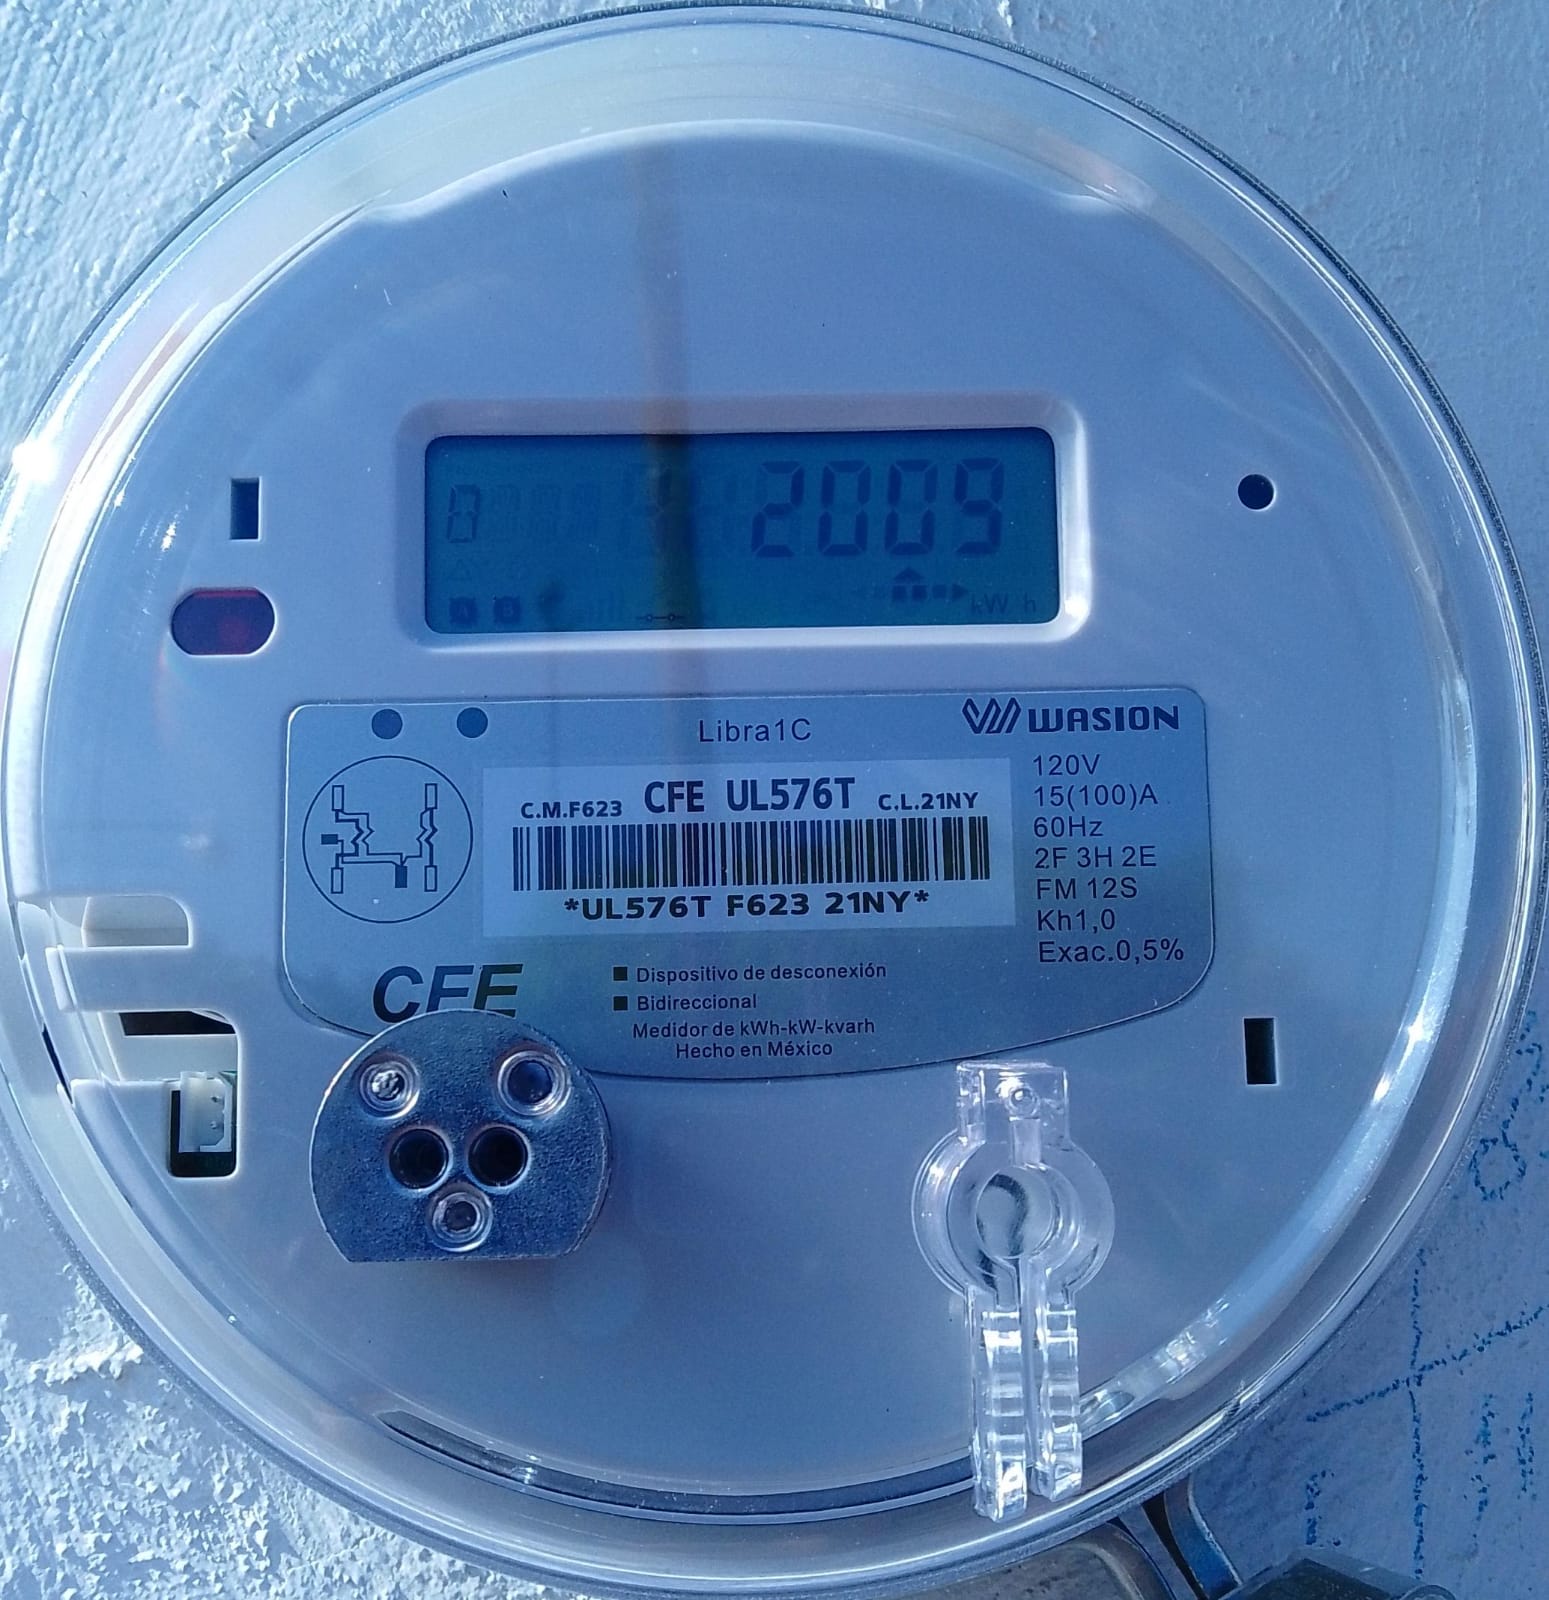 0 2009
A B kW h
Libra1C
WASION
C.M.F623 CFE UL576T C.L.21NY
*UL576T F623 21NY*
120V
15(100)A
60Hz
2F 3H 2E
FM 12S
Kh1,0
Exac.0,5%
CFE
Dispositivo de desconexión
Bidireccional
Medidor de kWh-kW-kvarh
Hecho en México